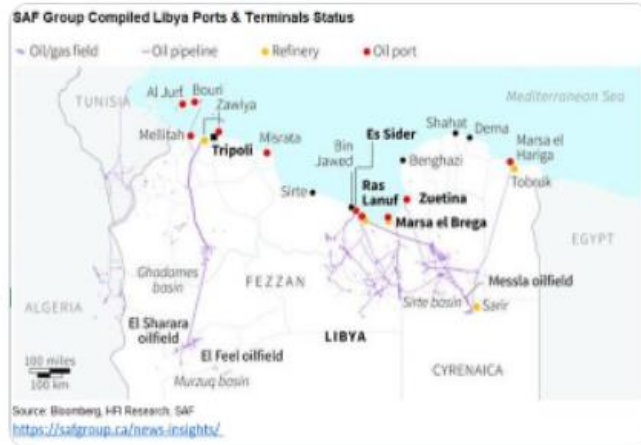 SAF Group Compiled Libya Ports & Terminals Status
Oil/gas field Oil pipeline Refinery Oil port
TUNISIA
Al Jurf
Bouri
Zawiya
Mellitah
Tripoli
Misrata
Sirte
Bin
Jawed
Es Sider
Ras
Lanuf
Benghazi
Shahat
Derna
Mediterranean Sea
Marsa el
Hariga
Tobruk
Zuetina
Marsa el Brega
EGYPT
Ghadames
basin
FEZZAN
Messla oilfield
Sirte basin
Sarir
ALGERIA
El Sharara
oilfield
El Feel oilfield
LIBYA
CYRENAICA
Murzuq basin
100 miles
100 km
Source: Bloomberg, HFI Research, SAF
https://safgroup.ca/news-insights/